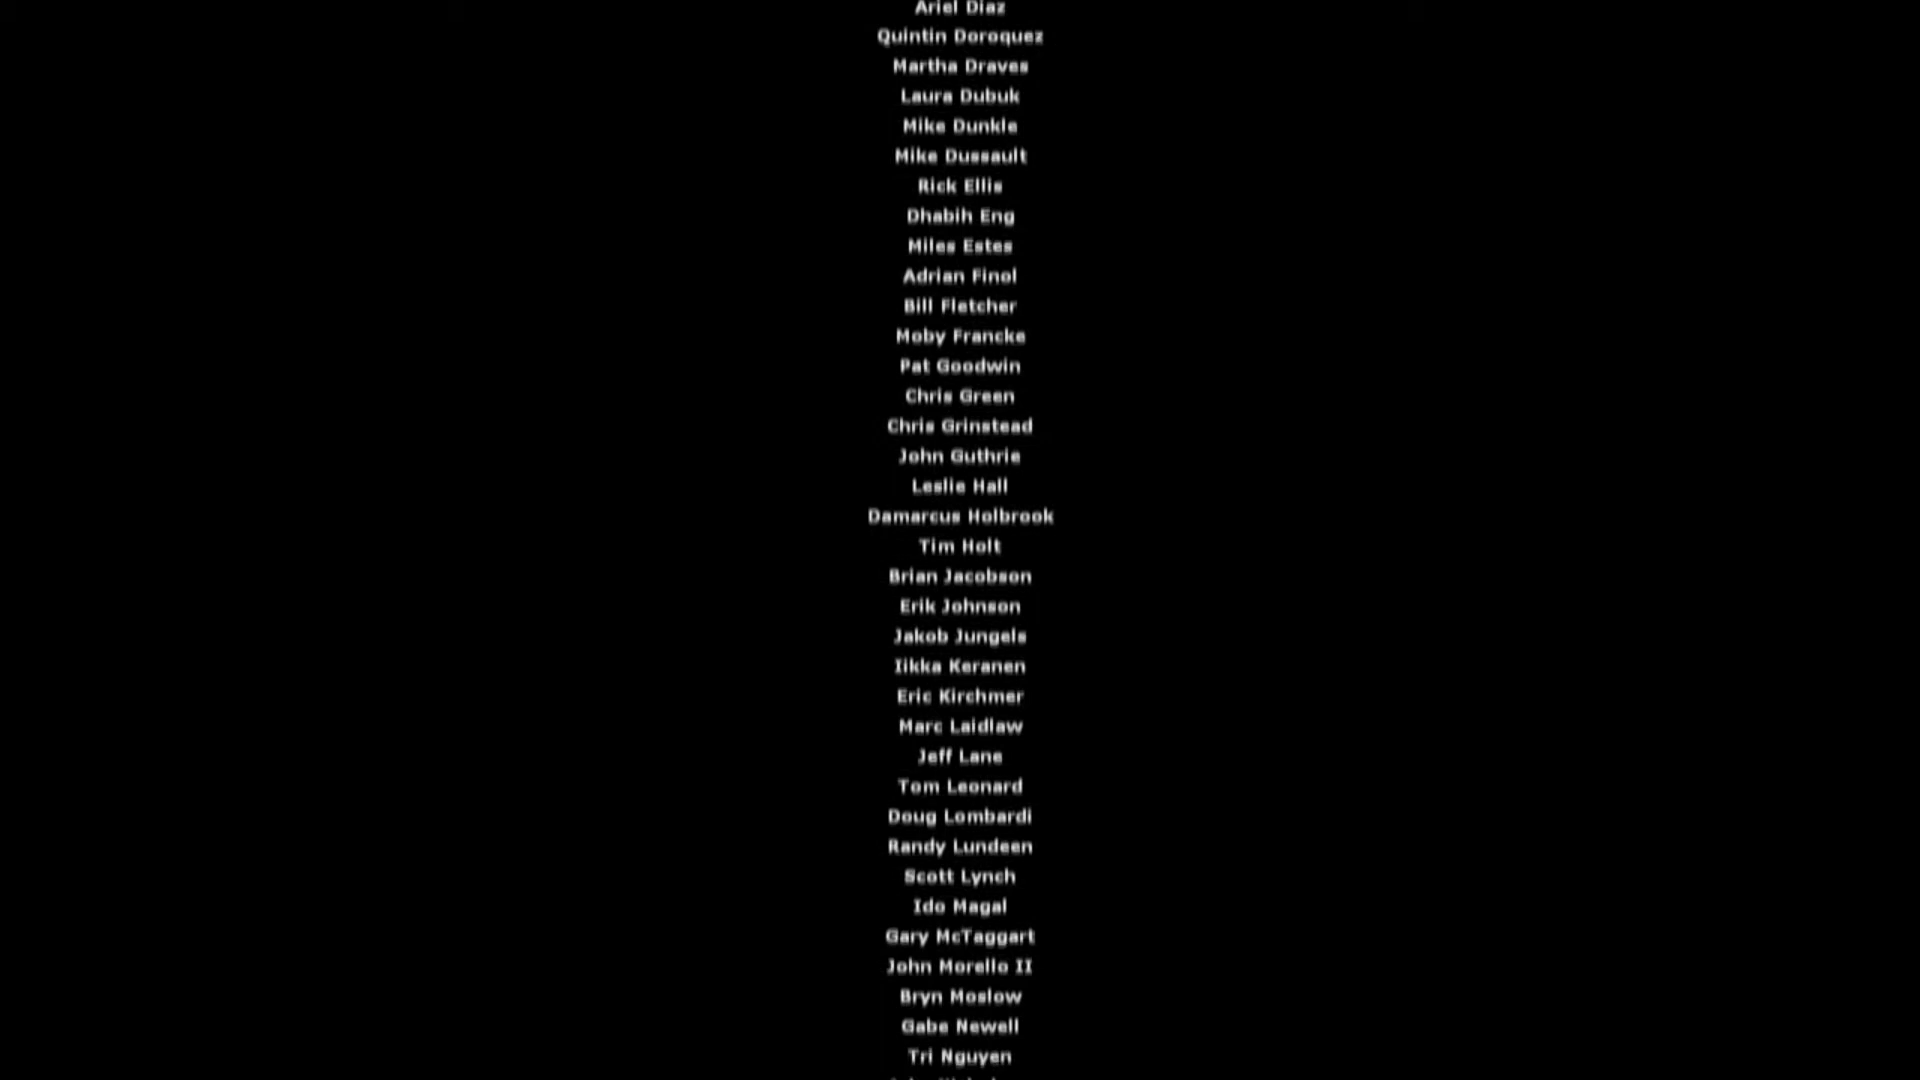 Ariel Diaz
Quintin Doroquez
Martha Draves
Laura Dubuk
Mike Dunkle
Mike Dussault
Rick Ellis
Dhabih Eng
Miles Estes
Adrian Finol
Bill Fletcher
Moby Francke
Pat Goodwin
Chris Green
Chris Grinstead
John Guthrie
Leslie Hall
Damarcus Holbrook
Tim Holt
Brian Jacobson
Erik Johnson
Jakob Jungels
Iikka Keranen
Eric Kirchmer
Marc Laidlaw
Jeff Lane
Tom Leonard
Doug Lombardi
Randy Lundeen
Scott Lynch
Ido Magal
Gary McTaggart
John Morello II
Bryn Moslow
Gabe Newell
Tri Nguyen